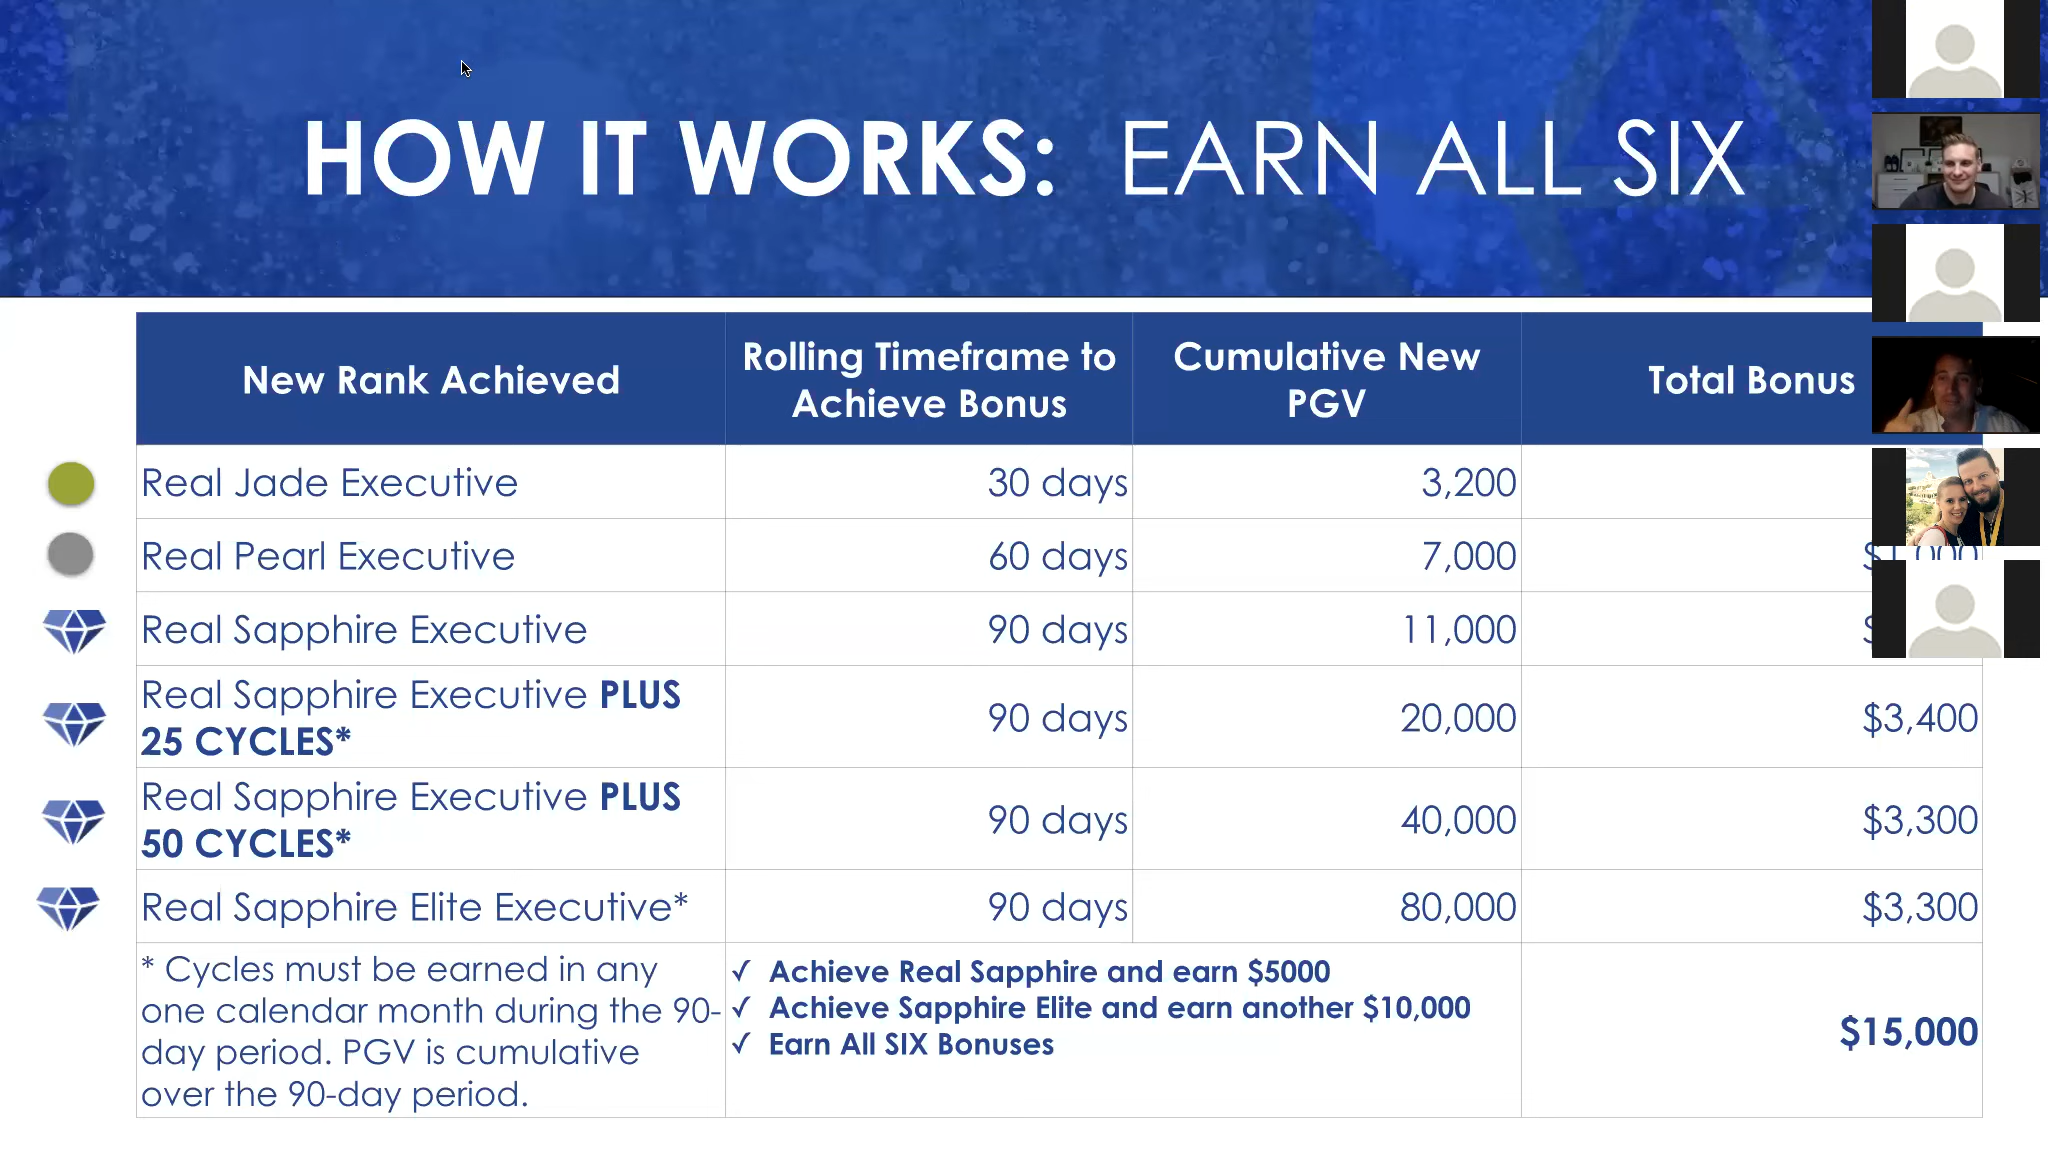 HOW IT WORKS: EARN ALL SIX
New Rank Achieved
Rolling Timeframe to
Achieve Bonus
Cumulative New
PGV
Total Bonus
Real Jade Executive
30 days
3,200
Real Pearl Executive
60 days
7,000
$1,000
Real Sapphire Executive
90 days
11,000
Real Sapphire Executive PLUS
25 CYCLES*
90 days
20,000
$3,400
Real Sapphire Executive PLUS
50 CYCLES*
90 days
40,000
$3,300
Real Sapphire Elite Executive*
90 days
80,000
$3,300
* Cycles must be earned in any
one calendar month during the 90-
day period. PGV is cumulative
over the 90-day period.
✓ Achieve Real Sapphire and earn $5000
✓ Achieve Sapphire Elite and earn another $10,000
✓ Earn All SIX Bonuses
$15,000